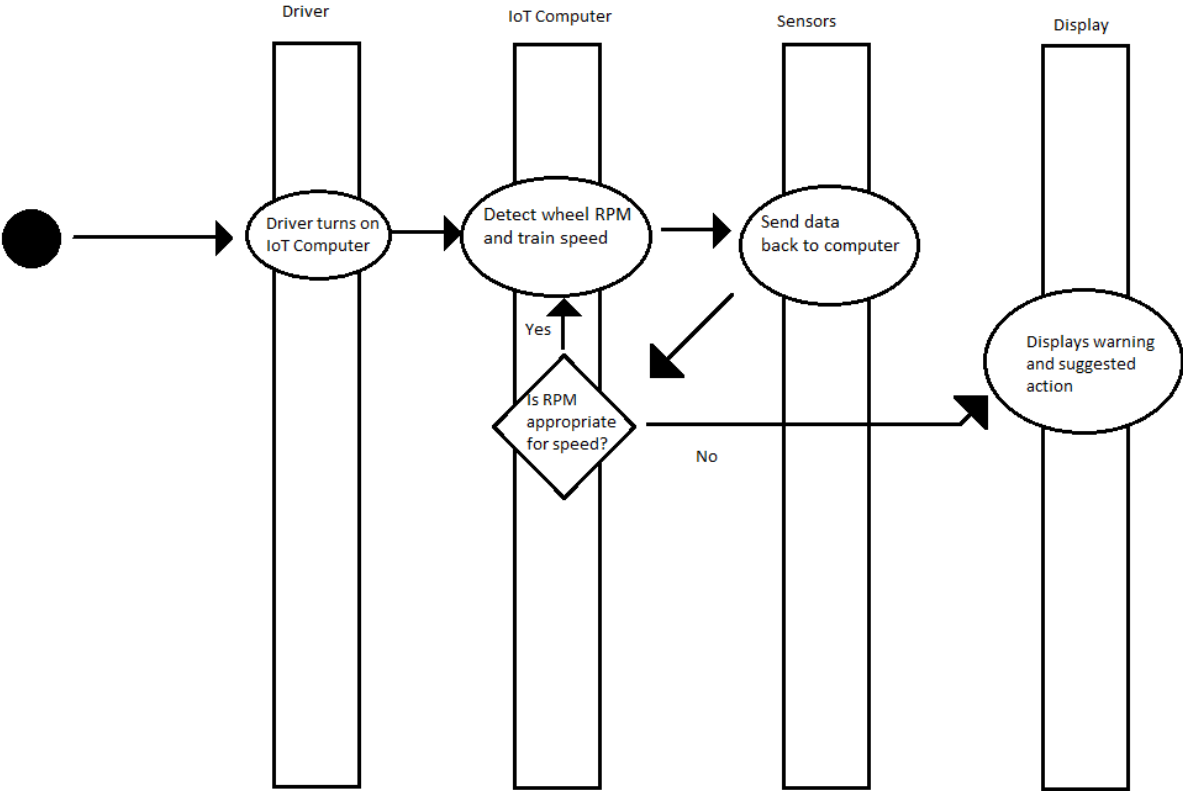 Driver
IoT Computer
Sensors
Display
Driver turns on
IoT Computer
Detect wheel RPM
and train speed
Send data
back to computer
Yes
Displays warning
and suggested
action
Is RPM
appropriate
for speed?
No